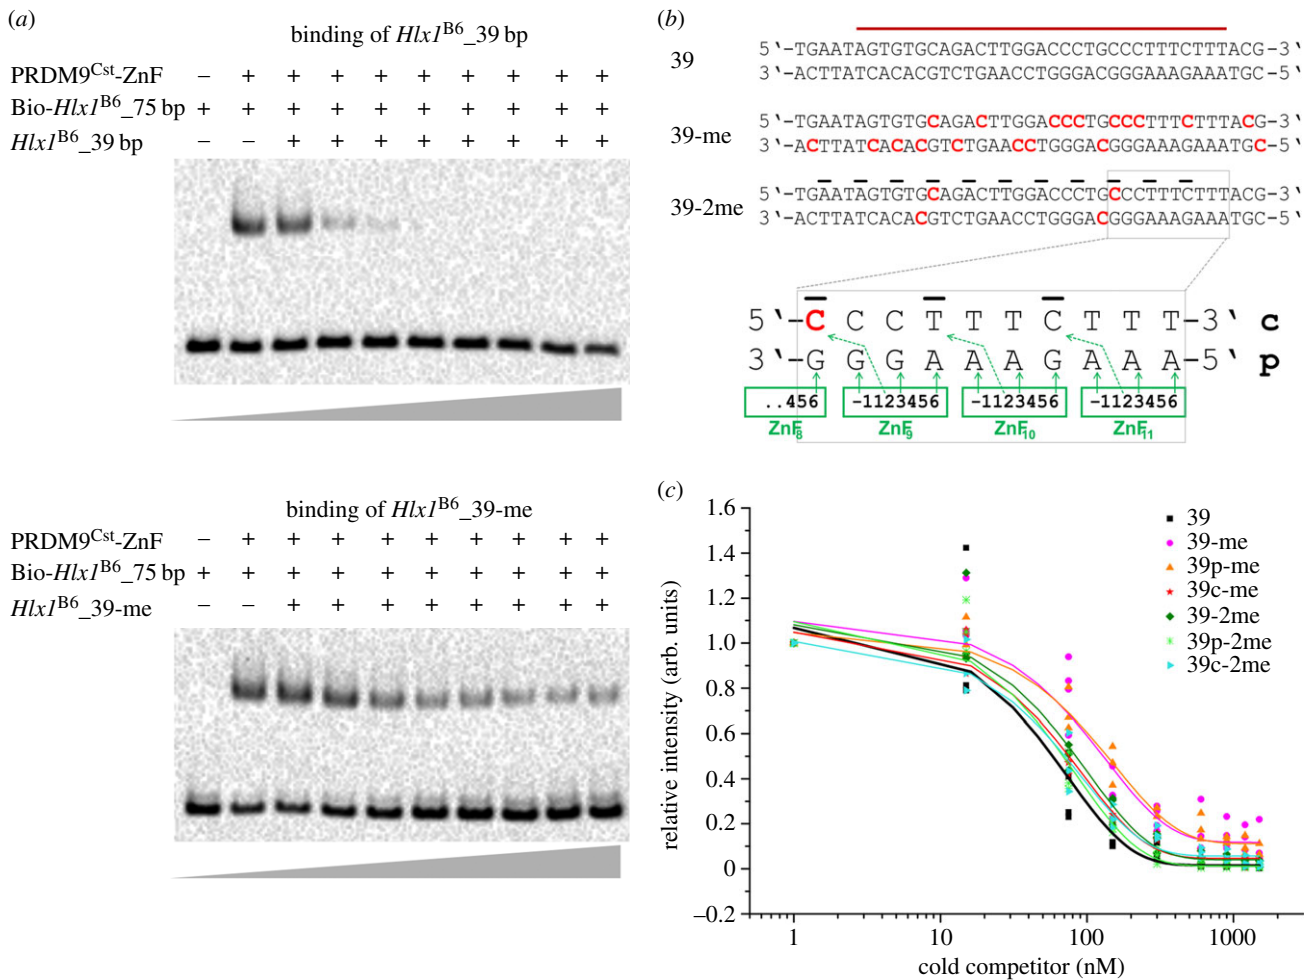 (a)
binding of Hlx1B6_39 bp
PRDM9Cst-ZnF – + + + + + + + + +
Bio-Hlx1B6_75 bp + + + + + + + + + +
Hlx1B6_39 bp – – + + + + + + + +
binding of Hlx1B6_39-me
PRDM9Cst-ZnF – + + + + + + + + +
Bio-Hlx1B6_75 bp + + + + + + + + + +
Hlx1B6_39-me – – + + + + + + + +
(b)
39
5‘-TGAATAGTGTGCAGACTTGGACCCTGCCCTTTCTTTACG-3‘
3‘-ACTTATCACACGTCTGAACCTGGGACGGGAAAGAAATGC-5‘
39-me
5‘-TGAATAGTGTGCAGACTTGGACCCTGCCCTTTCTTTACG-3‘
3‘-ACTTATCACACGTCTGAACCTGGGACGGGAAAGAAATGC-5‘
39-2me
5‘-TGAATAGTGTGCAGACTTGGACCCTGCCCTTTCTTTACG-3‘
3‘-ACTTATCACACGTCTGAACCTGGGACGGGAAAGAAATGC-5‘
5‘-C C C T T T C T T T-3‘ c
3‘-G G G A A A G A A A-5‘ p
..456 -1123456 -1123456 -1123456
ZnF8 ZnF9 ZnF10 ZnF11
(c)
1.6
1.4
1.2
1.0
0.8
0.6
0.4
0.2
0
–0.2
relative intensity (arb. units)
39
39-me
39p-me
39c-me
39-2me
39p-2me
39c-2me
1 10 100 1000
cold competitor (nM)